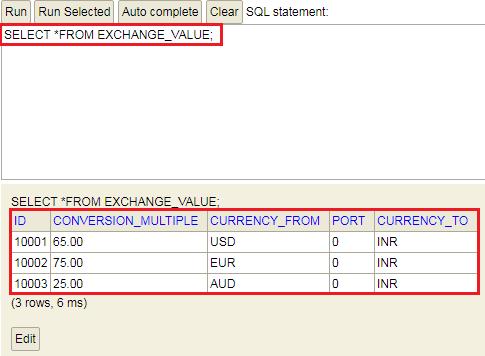 Run Run Selected Auto complete Clear SQL statement:
SELECT *FROM EXCHANGE_VALUE;
SELECT *FROM EXCHANGE_VALUE;
ID CONVERSION_MULTIPLE CURRENCY_FROM PORT CURRENCY_TO
10001 65.00 USD 0 INR
10002 75.00 EUR 0 INR
10003 25.00 AUD 0 INR
(3 rows, 6 ms)
Edit